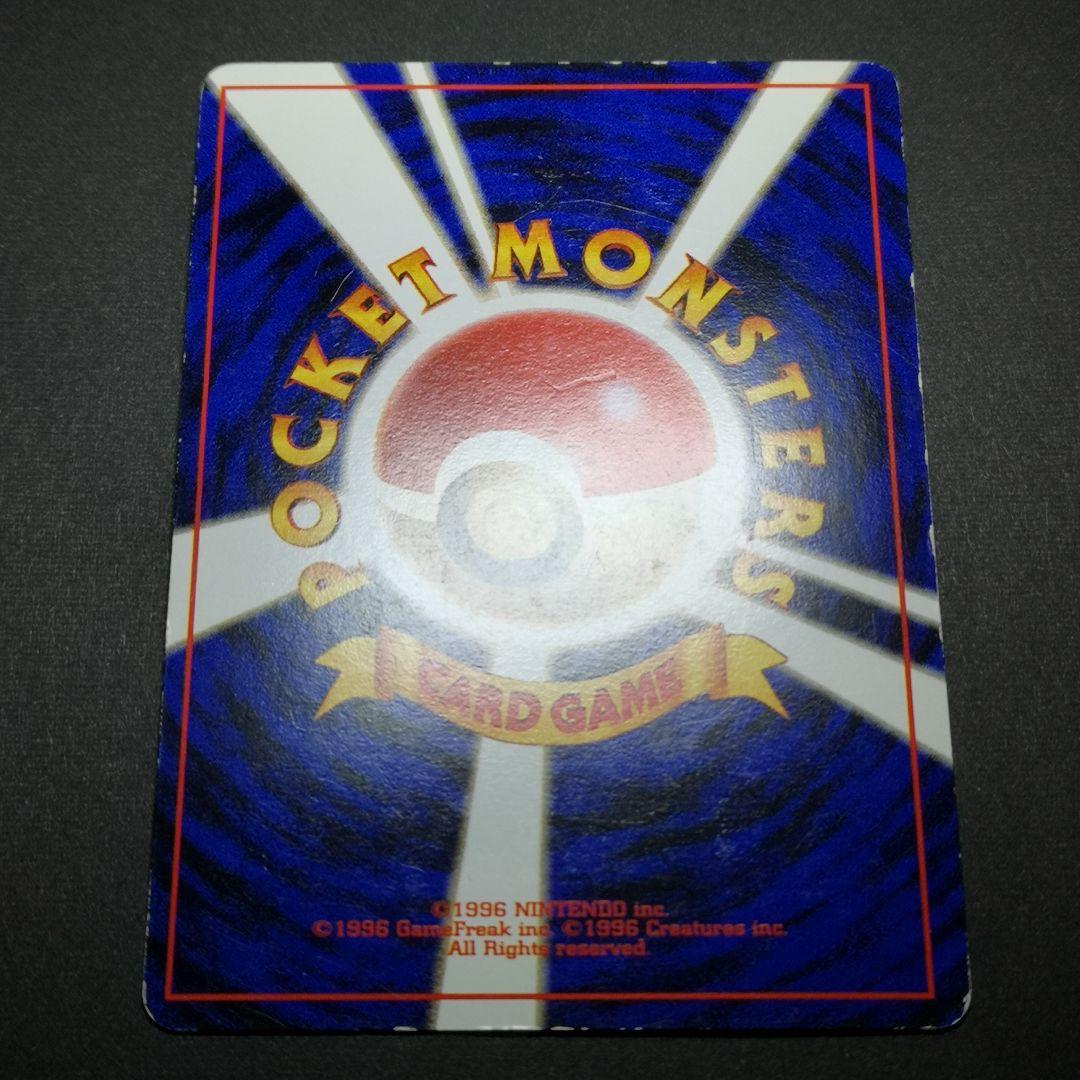 POCKET MONSTERS
CARD GAME
©1996 NINTENDO inc.
©1996 GameFreak inc. ©1996 Creatures inc.
All Rights reserved.